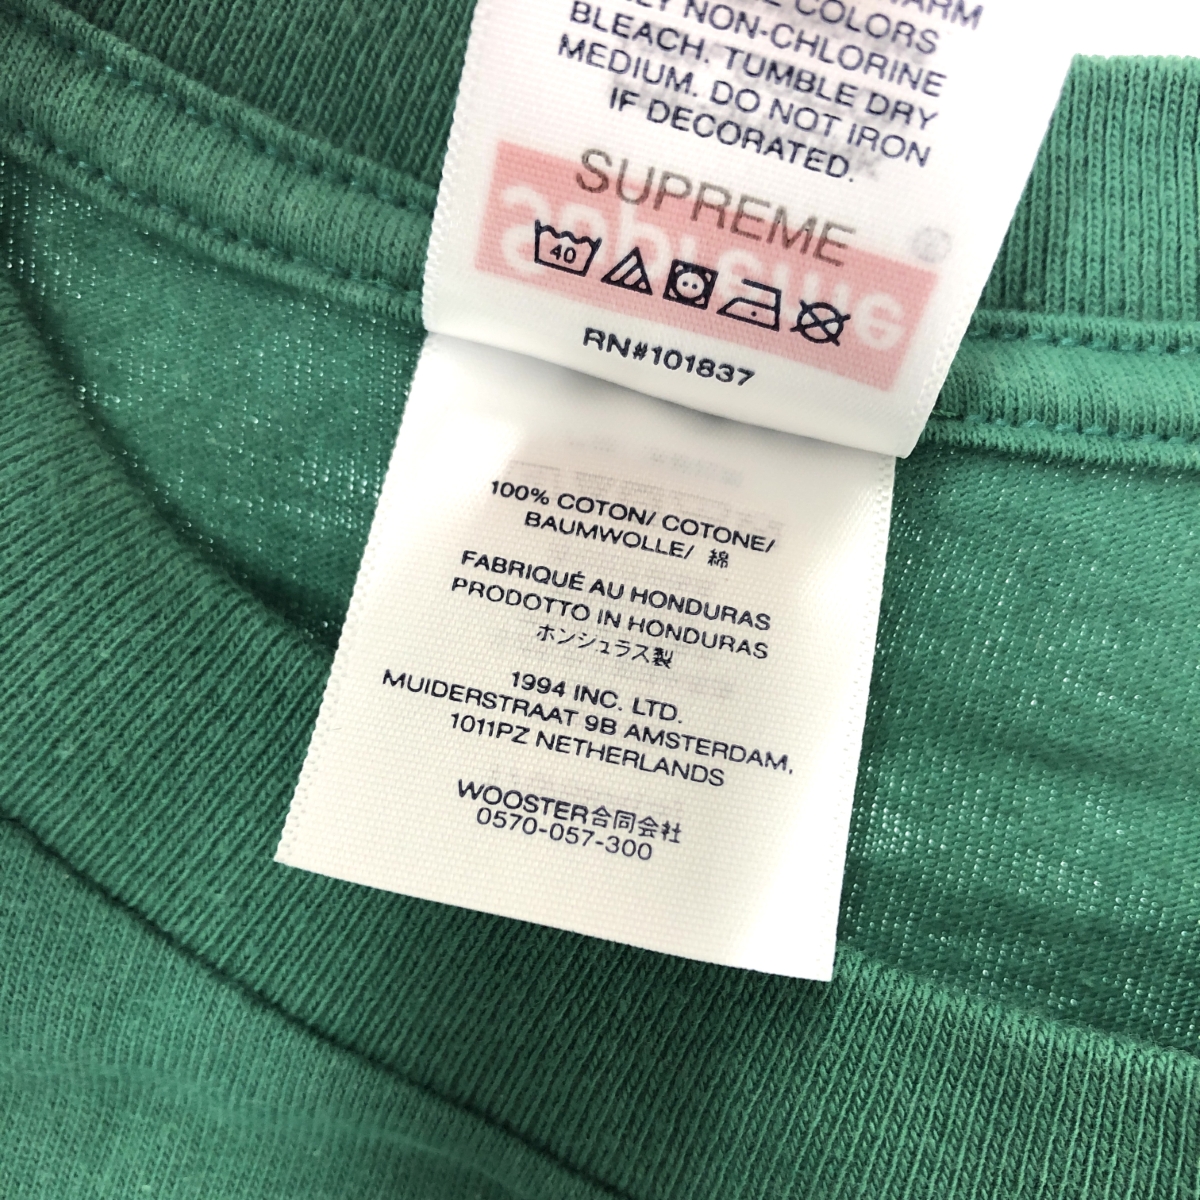 COLORS
NON-CHLORINE
BLEACH. TUMBLE DRY
MEDIUM. DO NOT IRON
IF DECORATED.
SUPREME
40
RN#101837
100% COTON/ COTONE/
BAUMWOLLE/ 綿
FABRIQUÉ AU HONDURAS
PRODOTTO IN HONDURAS
ホンジュラス製
1994 INC. LTD.
MUIDERSTRAAT 9B AMSTERDAM,
1011PZ NETHERLANDS
WOOSTER合同会社
0570-057-300